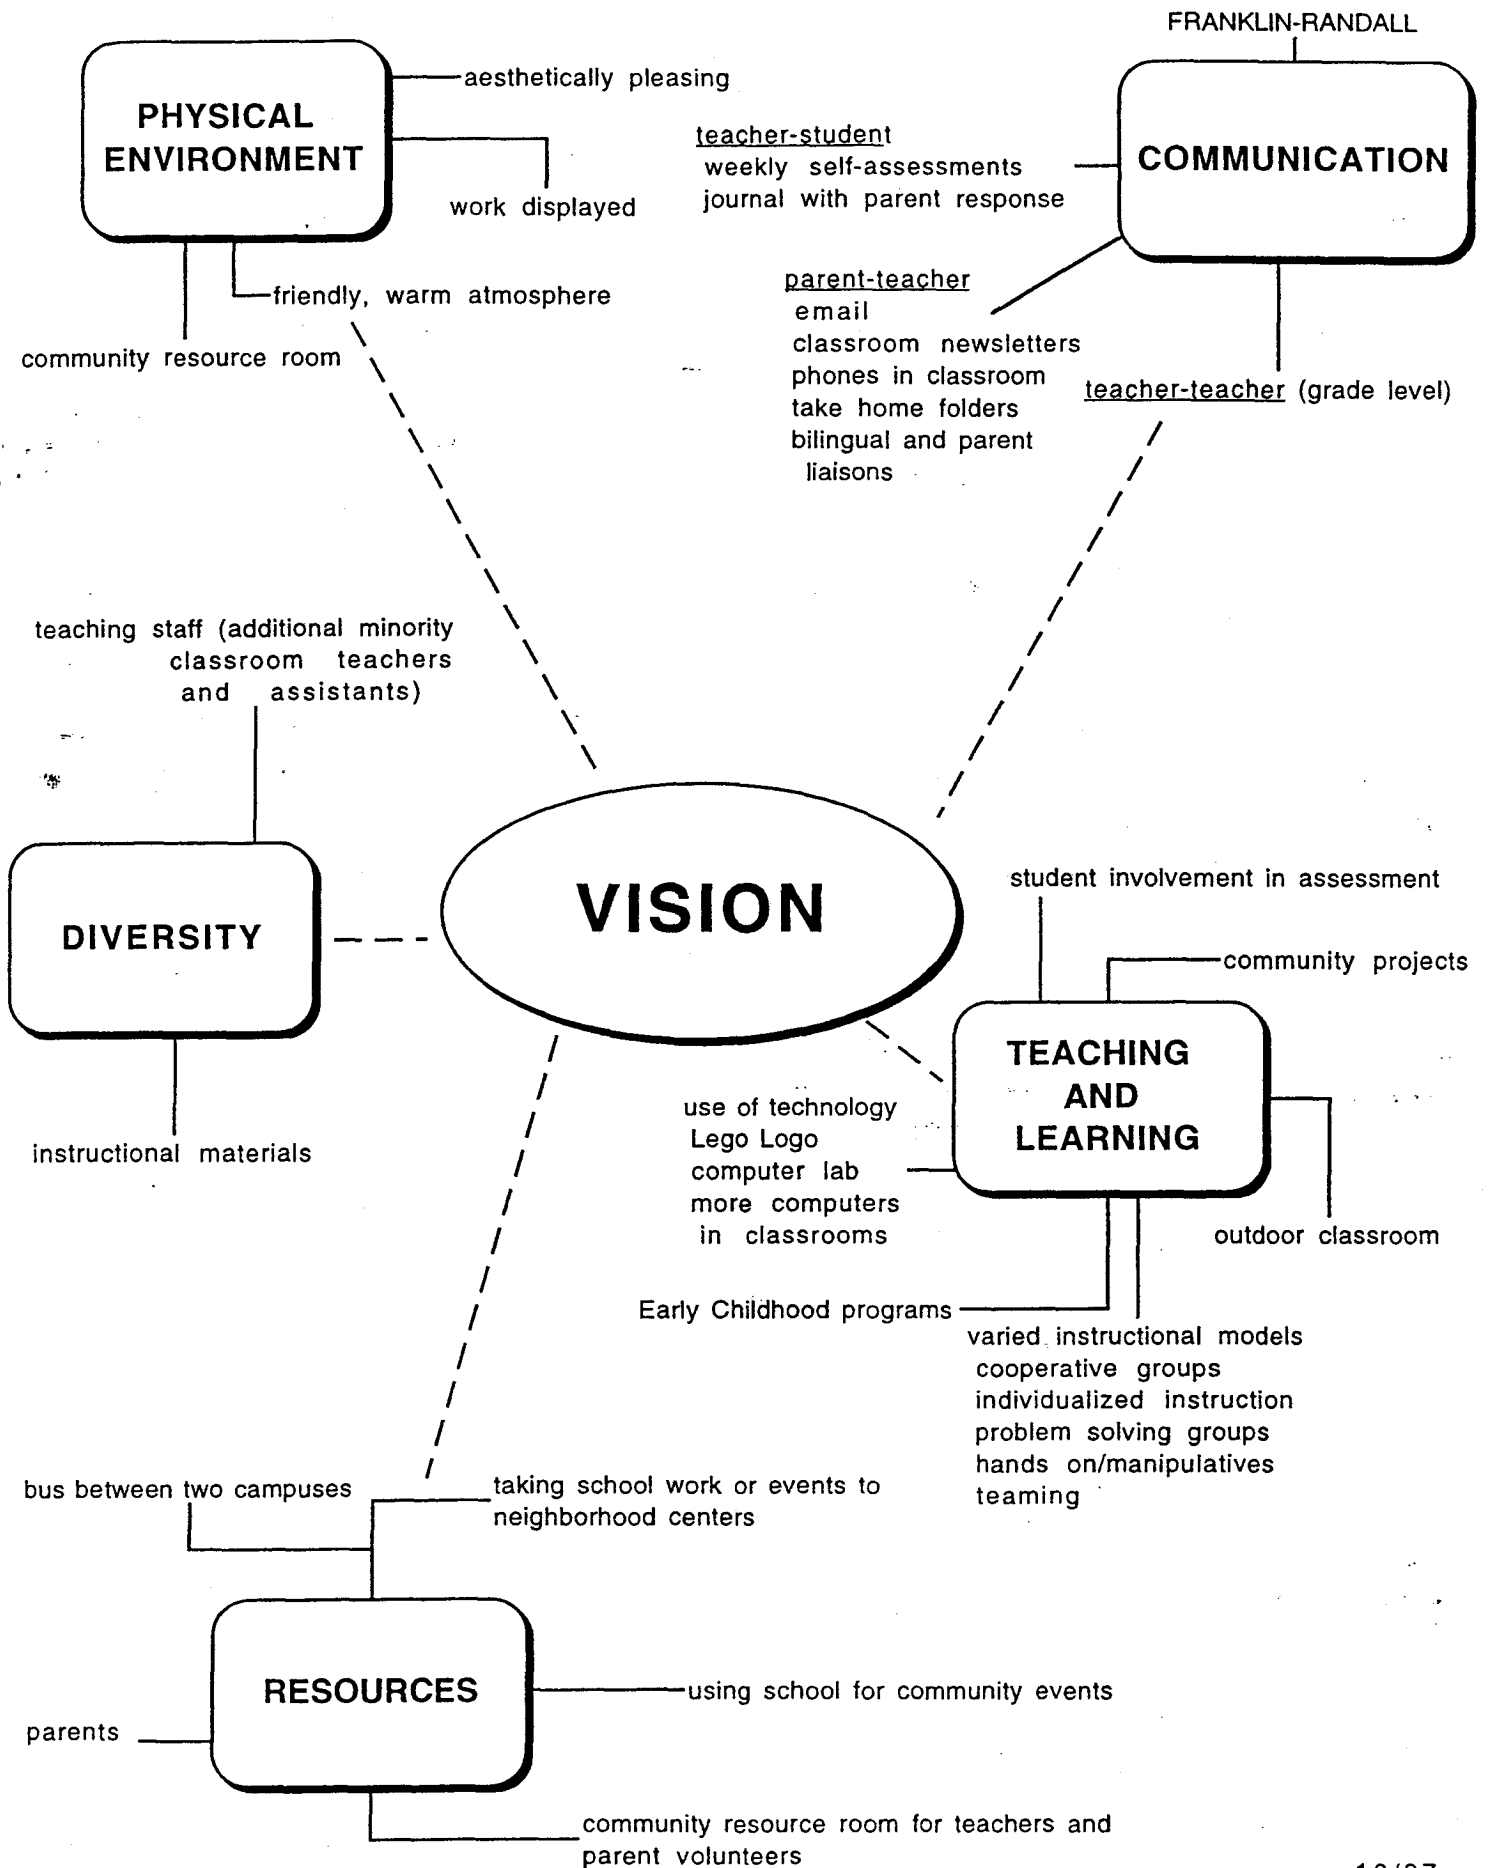 FRANKLIN-RANDALL
PHYSICAL
ENVIRONMENT
aesthetically pleasing
work displayed
friendly, warm atmosphere
community resource room
COMMUNICATION
teacher-student
weekly self-assessments
journal with parent response
parent-teacher
email
classroom newsletters
phones in classroom
take home folders
bilingual and parent
liaisons
teacher-teacher (grade level)
teaching staff (additional minority
classroom teachers
and assistants)
DIVERSITY
instructional materials
VISION
student involvement in assessment
community projects
TEACHING
AND
LEARNING
use of technology
Lego Logo
computer lab
more computers
in classrooms
outdoor classroom
Early Childhood programs
varied instructional models
cooperative groups
individualized instruction
problem solving groups
hands on/manipulatives
teaming
bus between two campuses
taking school work or events to
neighborhood centers
RESOURCES
using school for community events
parents
community resource room for teachers and
parent volunteers